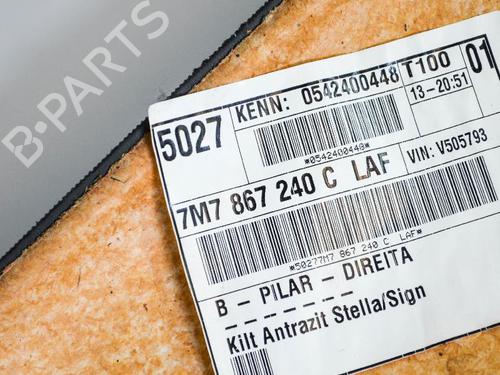 B-PARTS
5027 KENN: 0542400448 T100 01
13-20:51
*0542400448*
VIN: V505793
7M7 867 240 C LAF
*50277M7 867 240 C LAF*
B - PILAR - DIREITA
- - - - - - -
Kilt Antrazit Stella/Sign